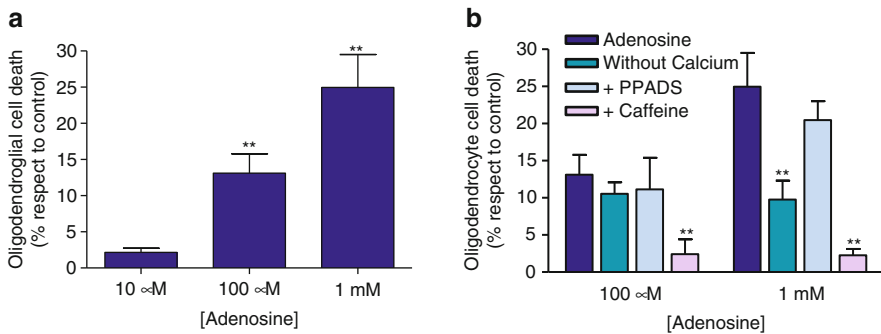 a
Oligodendroglial cell death
(% respect to control)
30
25
20
15
10
5
0
**
**
10 ∝M
100 ∝M
1 mM
[Adenosine]
b
Oligodendrocyte cell death
(% respect to control)
30
25
20
15
10
5
0
Adenosine
Without Calcium
+ PPADS
+ Caffeine
**
**
**
100 ∝M
1 mM
[Adenosine]